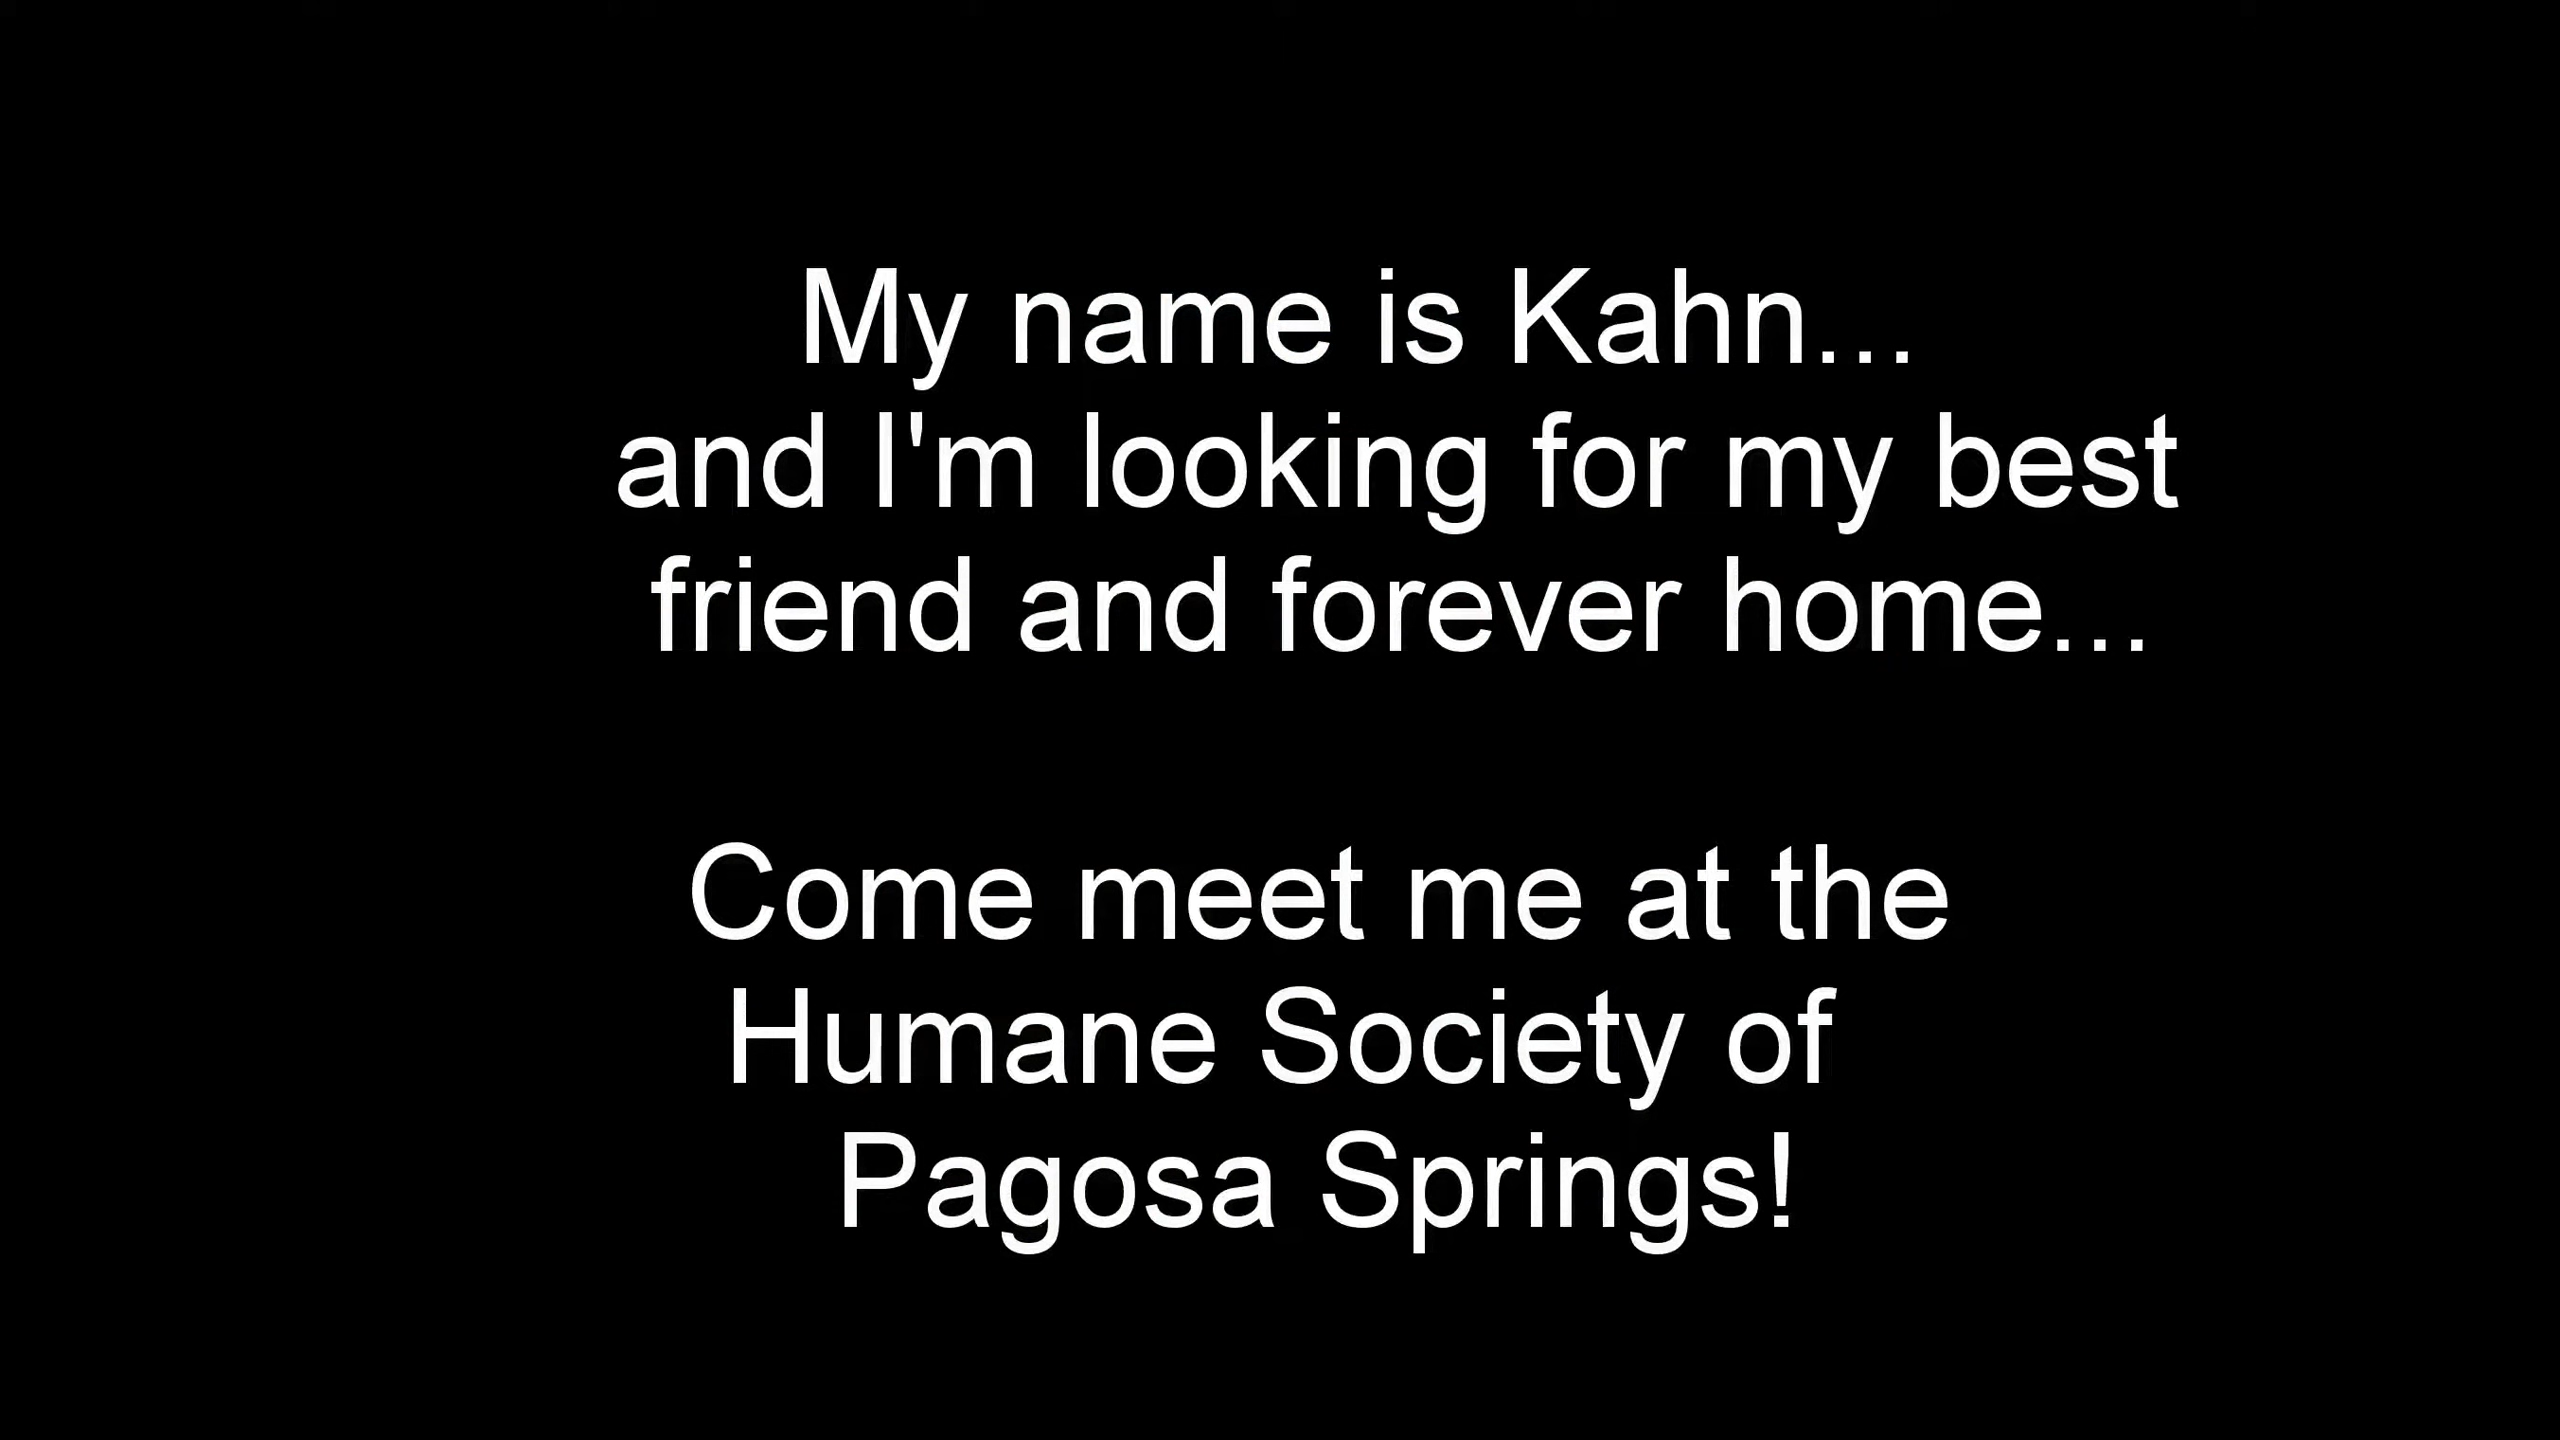 My name is Kahn...
and I'm looking for my best
friend and forever home...
Come meet me at the
Humane Society of
Pagosa Springs!